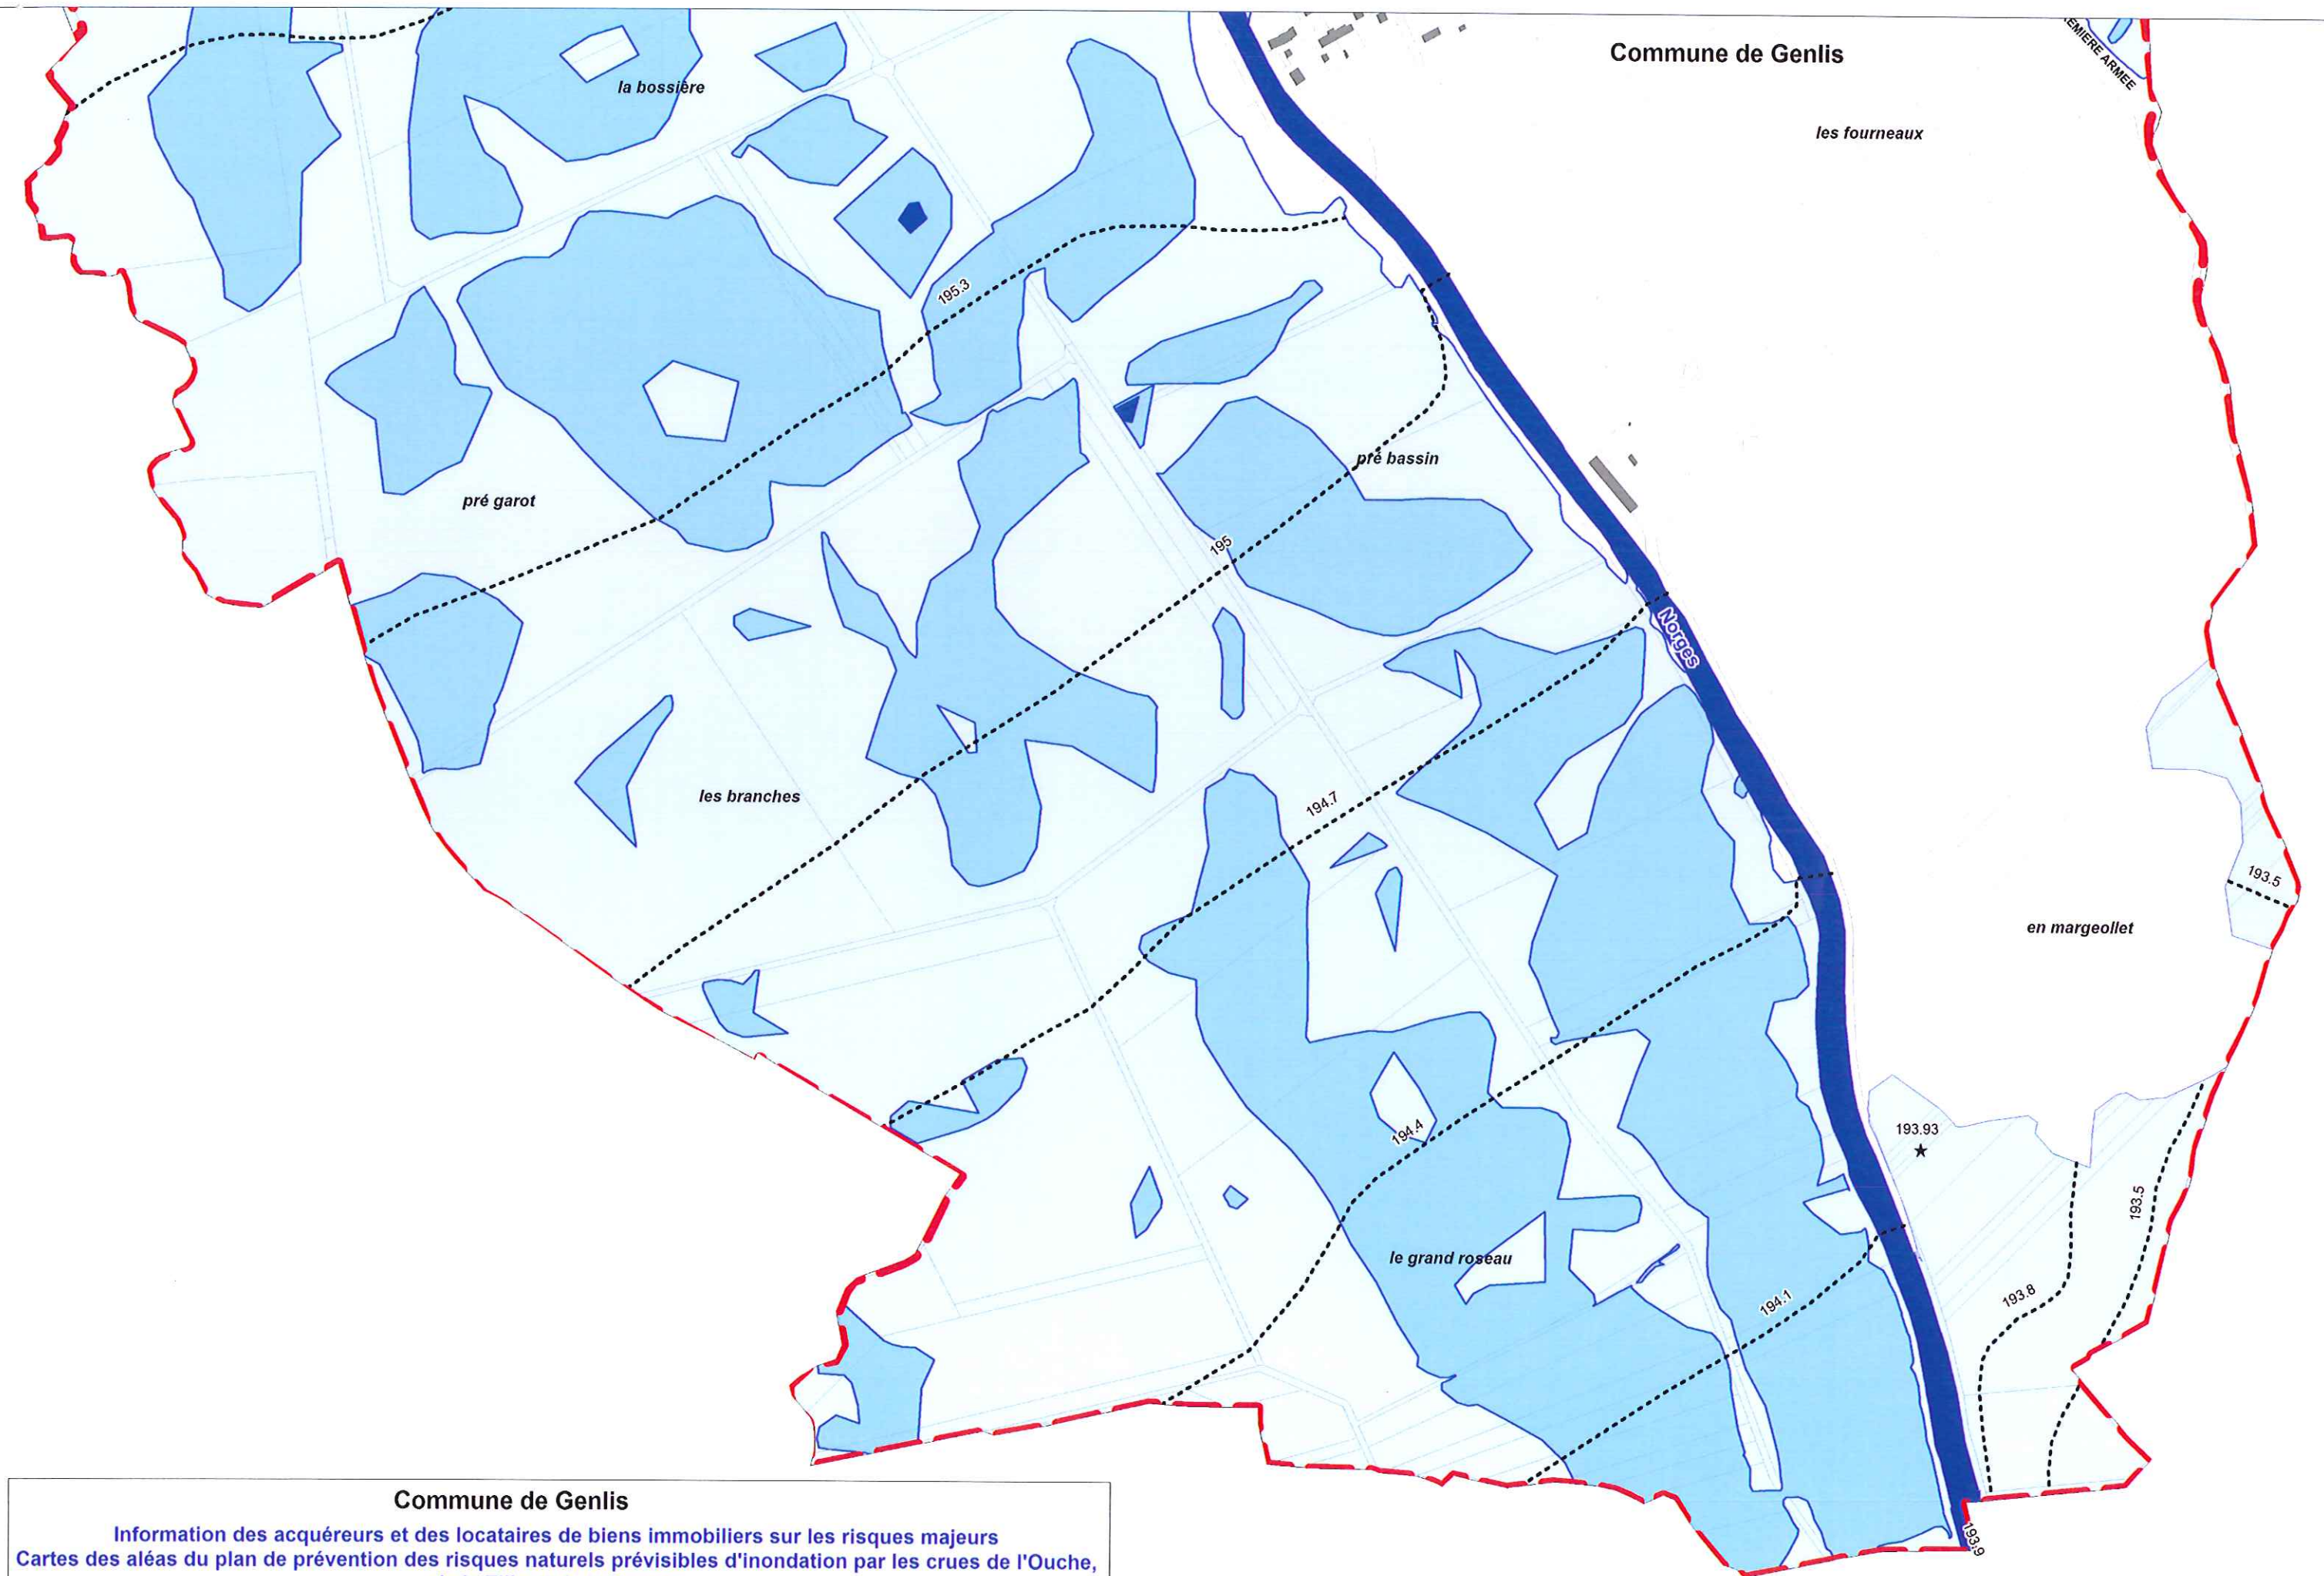 Commune de Genlis
EMIERE ARMEE
la bossière
les fourneaux
195.3
pré bassin
pré garot
195
Norges
les branches
194.7
193.5
en margeollet
194.4
193.93
193.5
le grand roseau
193.8
194.1
193.9
Commune de Genlis
Information des acquéreurs et des locataires de biens immobiliers sur les risques majeurs
Cartes des aléas du plan de prévention des risques naturels prévisibles d'inondation par les crues de l'Ouche,